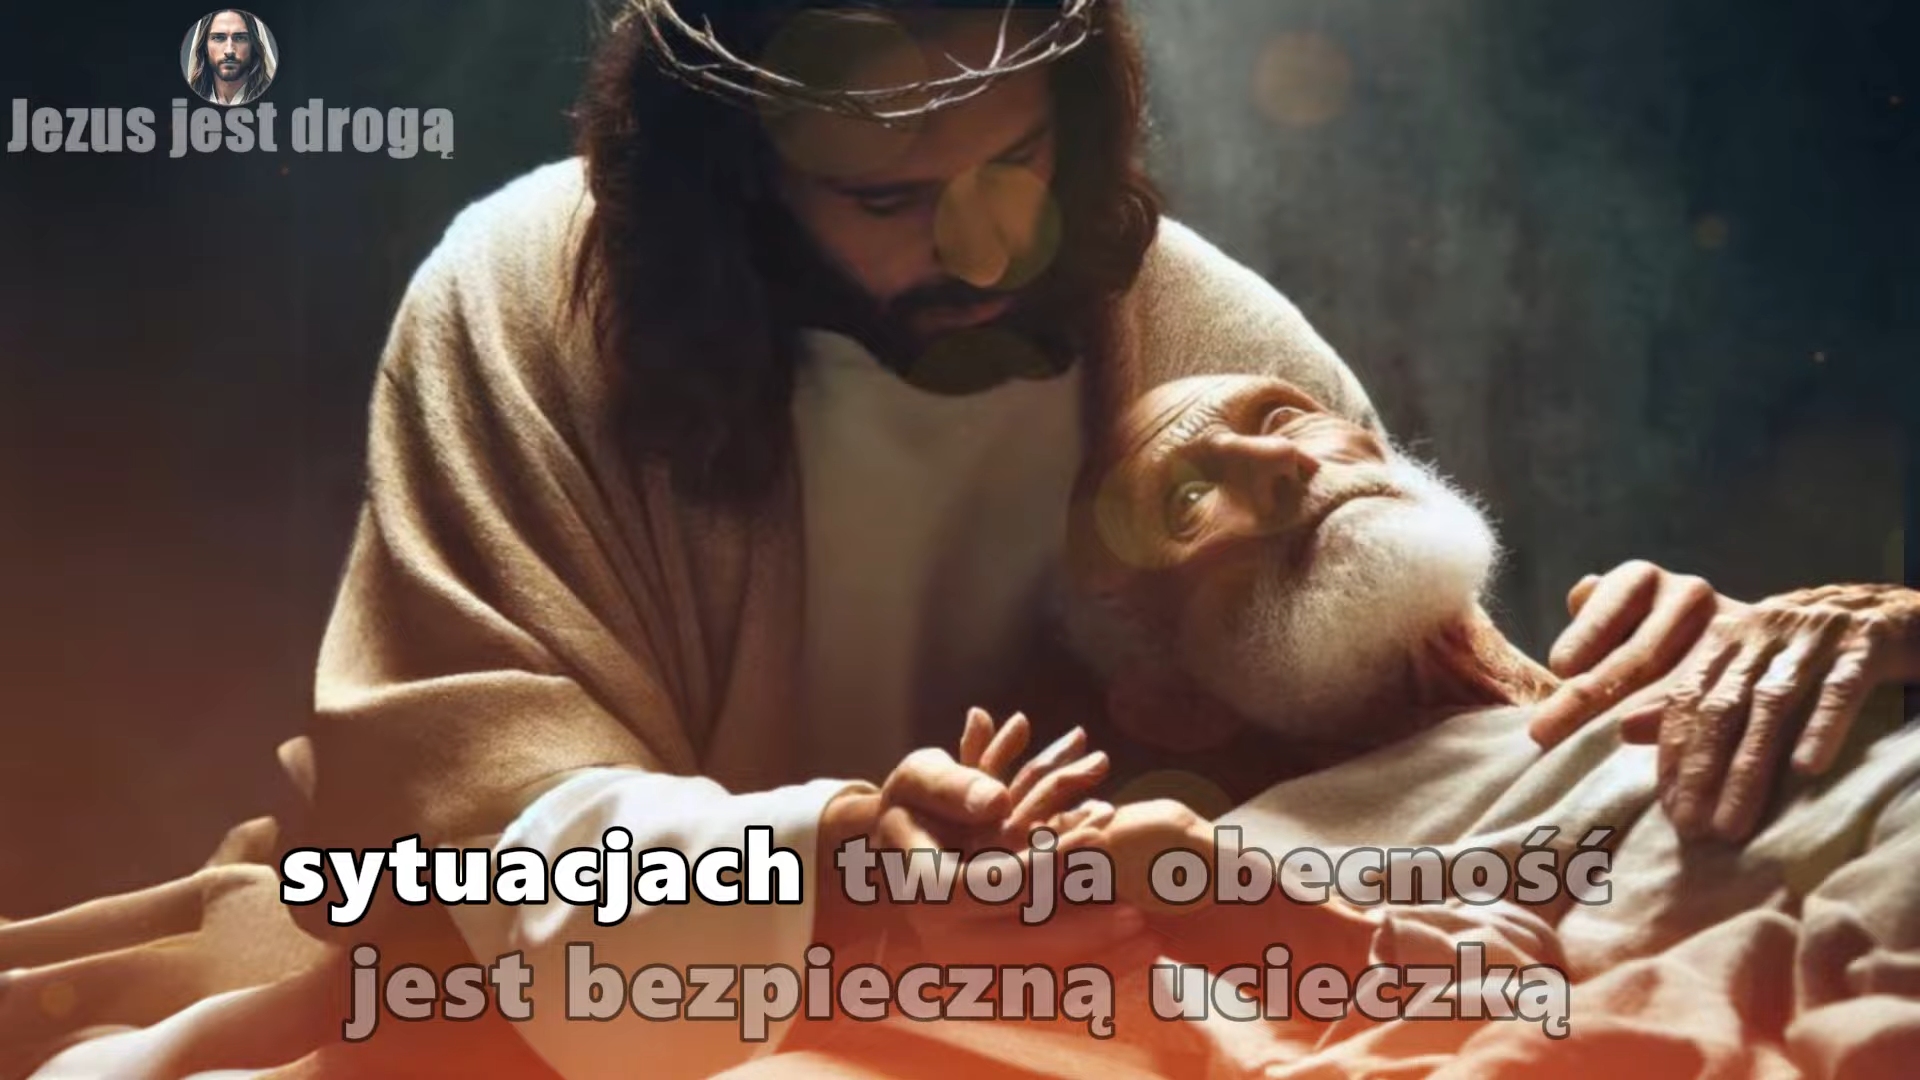 Jezus jest drogą
sytuacjach twoja obecność
jest bezpieczną ucieczką